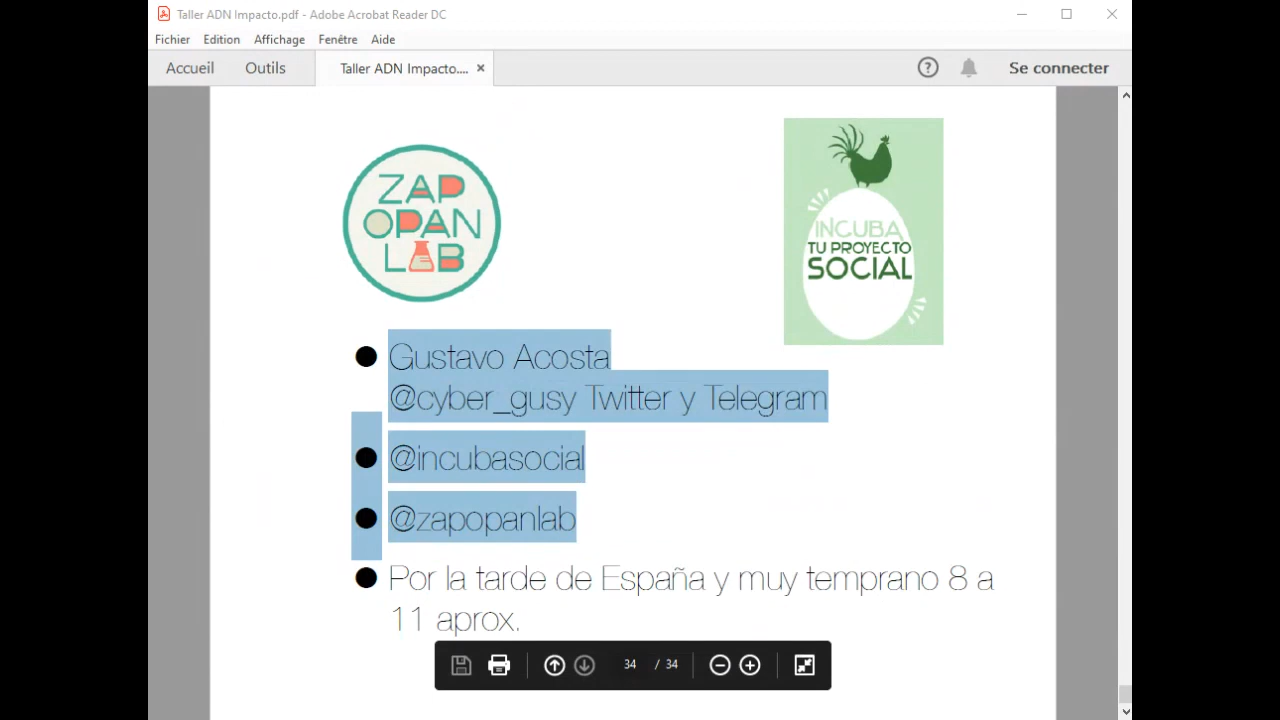 Taller ADN Impacto.pdf - Adobe Acrobat Reader DC
Fichier Edition Affichage Fenêtre Aide
Accueil Outils Taller ADN Impacto.... × ? Se connecter
ZAP
OPAN
LAB
INCUBA
TU PROYECTO
SOCIAL
● Gustavo Acosta
@cyber_gusy Twitter y Telegram
● @incubasocial
● @zapopanlab
● Por la tarde de España y muy temprano 8 a
11 aprox.
34 / 34